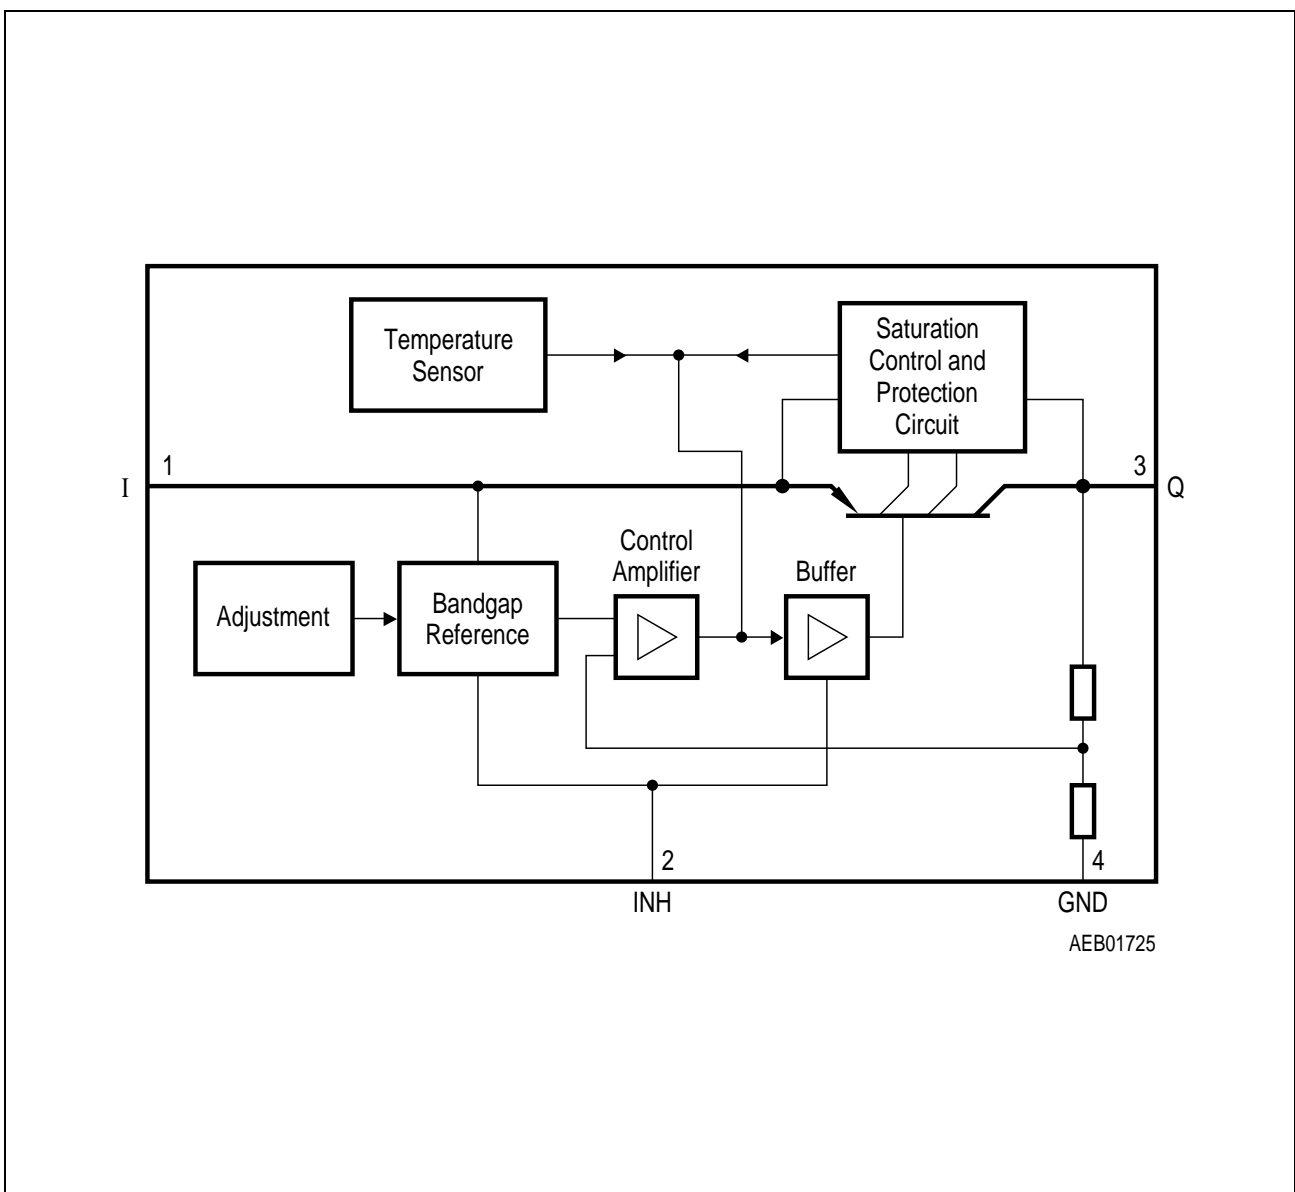 Temperature
Sensor
Saturation
Control and
Protection
Circuit
1
3
I
Q
Control
Amplifier
Buffer
Adjustment
Bandgap
Reference
2
4
INH
GND
AEB01725